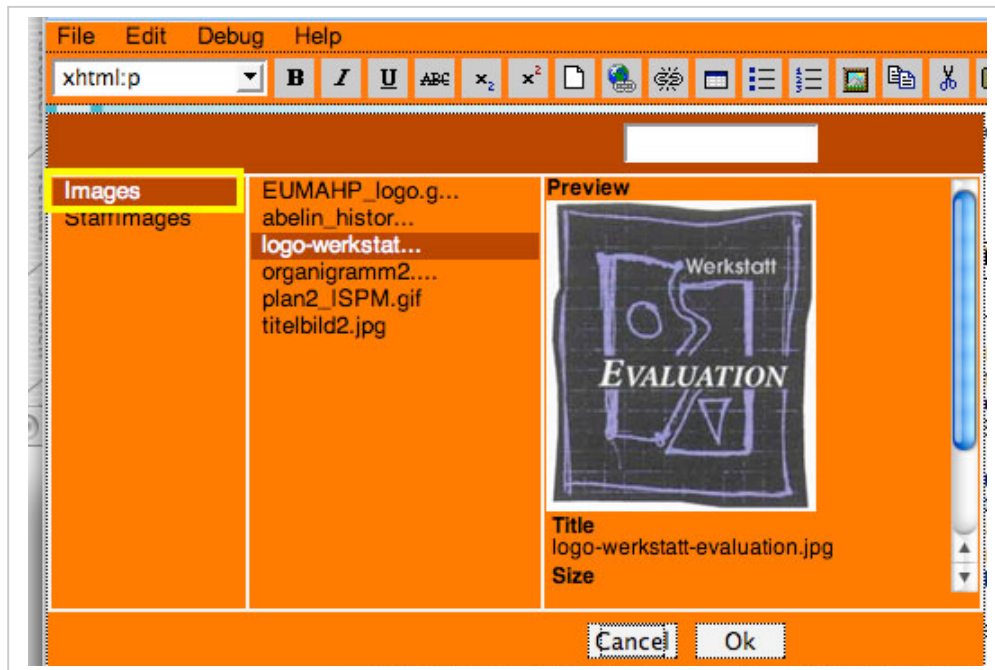 File Edit Debug Help
xhtml:p B I U ABC x2 x2
Images
StaffImages
EUMAHP_logo.g...
abelin_histor...
logo-werkstat...
organigramm2....
plan2_ISPM.gif
titelbild2.jpg
Preview
Werkstatt
EVALUATION
Title
logo-werkstatt-evaluation.jpg
Size
Cancel Ok